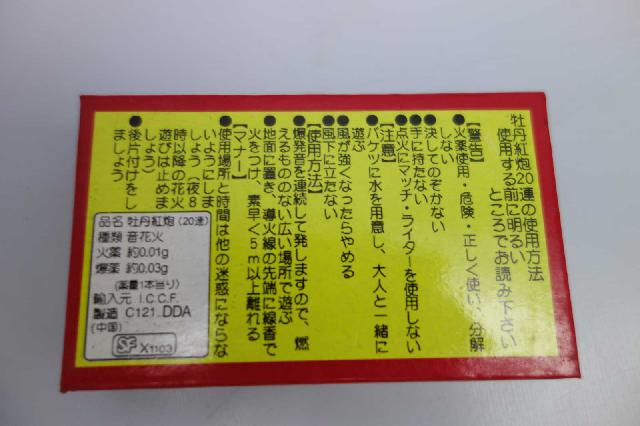 牡丹紅炮20連の使用方法
使用する前に明るい
ところでお読み下さい
【警告】
●火薬使用・危険・正しく使い、分解
しない
●決してのぞかない
●手に持たない
●点火にマッチ・ライターを使用しない
【注意】
●バケツに水を用意し、大人と一緒に
遊ぶ
●風が強くなったらやめる
●風下に立たない
【使用方法】
●爆発音を連続して発しますので、燃
えるもののない広い場所で遊ぶ
●地面に置き、導火線の先端に線香で
火をつけ、素早く5m以上離れる
【マナー】
●使用場所と時間は他の迷惑にならな
いようにしま
しょう(夜8
時以降の花火
遊びは止めま
しょう)
●後片付けをし
ましょう
品名 牡丹紅炮(20連)
種類 音花火
火薬 約0.01g
爆薬 約0.03g
(薬量1本当り)
輸入元 I.C.C.F.
製造 C121.DDA
(中国)
SF X1103